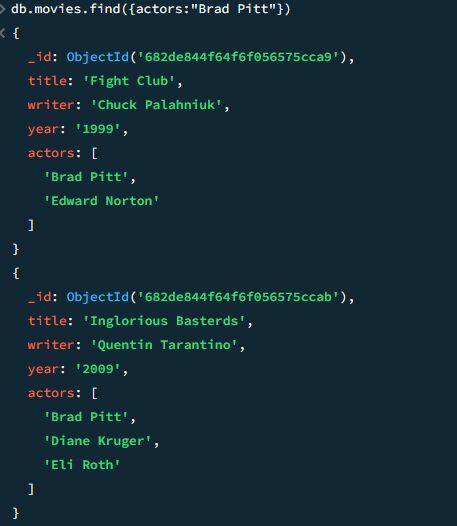 > db.movies.find({actors:"Brad Pitt"})
< {
    _id: ObjectId('682de844f64f6f056575cca9'),
    title: 'Fight Club',
    writer: 'Chuck Palahniuk',
    year: '1999',
    actors: [
      'Brad Pitt',
      'Edward Norton'
    ]
  }
  {
    _id: ObjectId('682de844f64f6f056575ccab'),
    title: 'Inglorious Basterds',
    writer: 'Quentin Tarantino',
    year: '2009',
    actors: [
      'Brad Pitt',
      'Diane Kruger',
      'Eli Roth'
    ]
  }